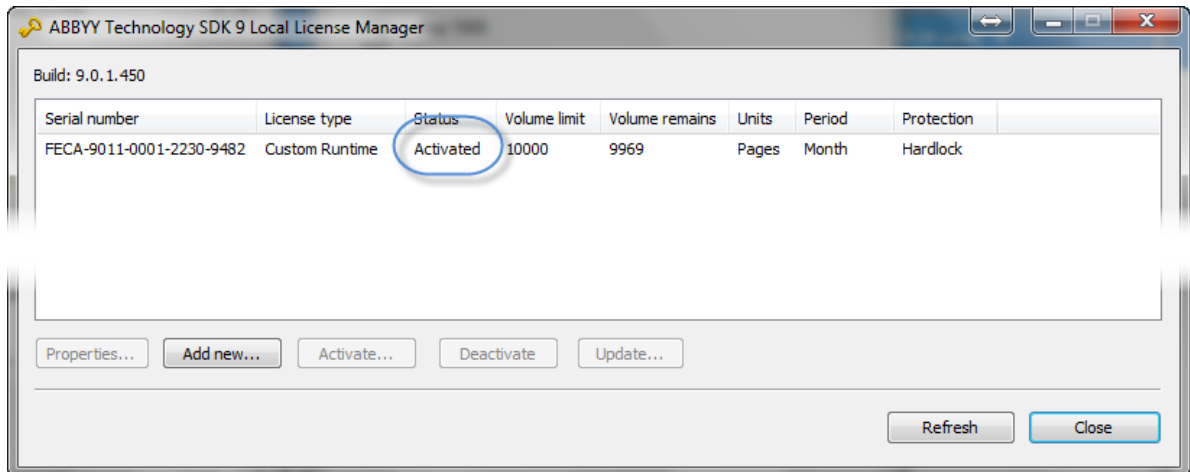 ABBYY Technology SDK 9 Local License Manager
Build: 9.0.1.450
Serial number License type Status Volume limit Volume remains Units Period Protection
FECA-9011-0001-2230-9482 Custom Runtime Activated 10000 9969 Pages Month Hardlock
Properties... Add new... Activate... Deactivate Update...
Refresh Close